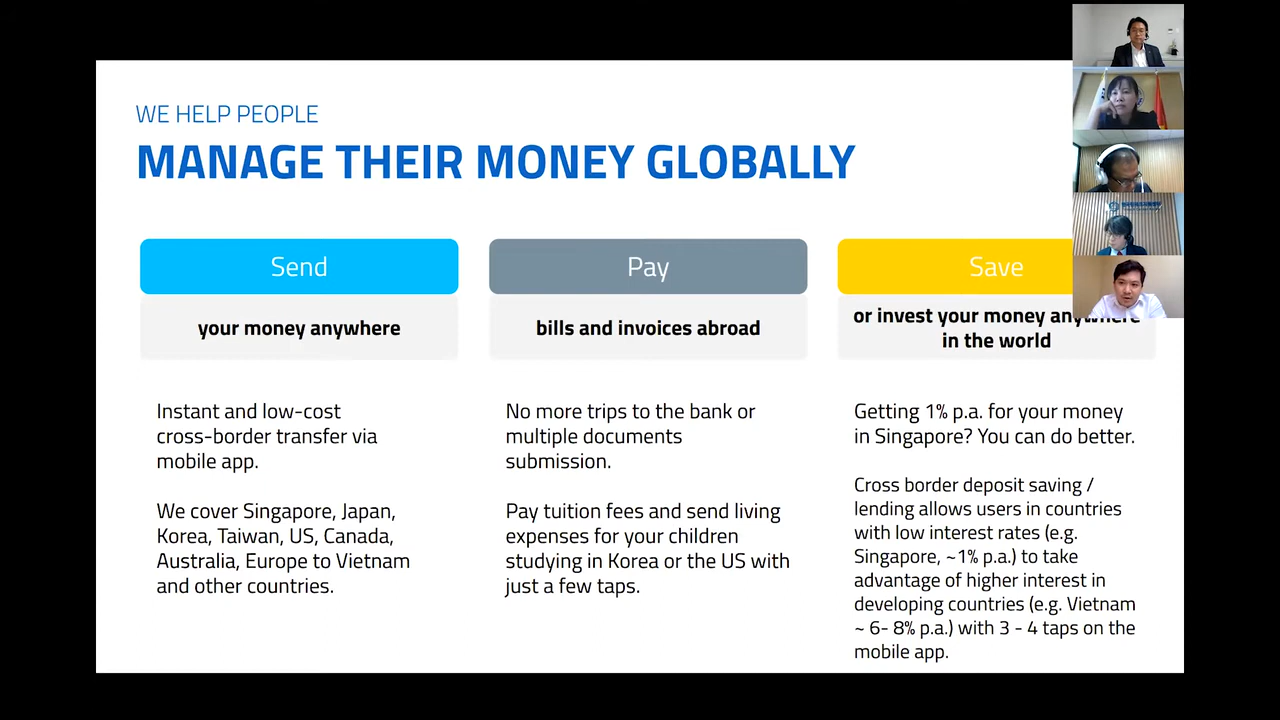 WE HELP PEOPLE
MANAGE THEIR MONEY GLOBALLY
Send
your money anywhere
Instant and low-cost
cross-border transfer via
mobile app.
We cover Singapore, Japan,
Korea, Taiwan, US, Canada,
Australia, Europe to Vietnam
and other countries.
Pay
bills and invoices abroad
No more trips to the bank or
multiple documents
submission.
Pay tuition fees and send living
expenses for your children
studying in Korea or the US with
just a few taps.
Save
or invest your money anywhere
in the world
Getting 1% p.a. for your money
in Singapore? You can do better.
Cross border deposit saving /
lending allows users in countries
with low interest rates (e.g.
Singapore, ~1% p.a.) to take
advantage of higher interest in
developing countries (e.g. Vietnam
~ 6- 8% p.a.) with 3 - 4 taps on the
mobile app.